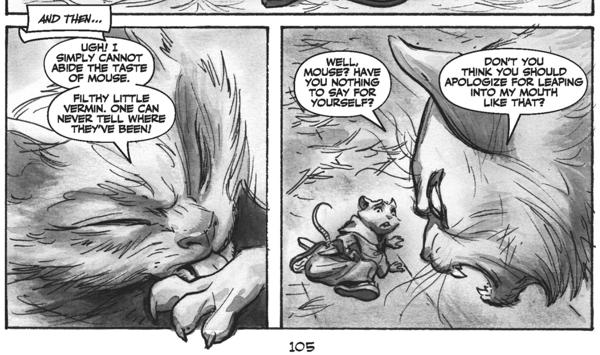 AND THEN...
UGH! I
SIMPLY CANNOT
ABIDE THE TASTE
OF MOUSE.
FILTHY LITTLE
VERMIN. ONE CAN
NEVER TELL WHERE
THEY'VE BEEN!
WELL,
MOUSE? HAVE
YOU NOTHING
TO SAY FOR
YOURSELF?
DON'T YOU
THINK YOU SHOULD
APOLOGIZE FOR LEAPING
INTO MY MOUTH
LIKE THAT?
105